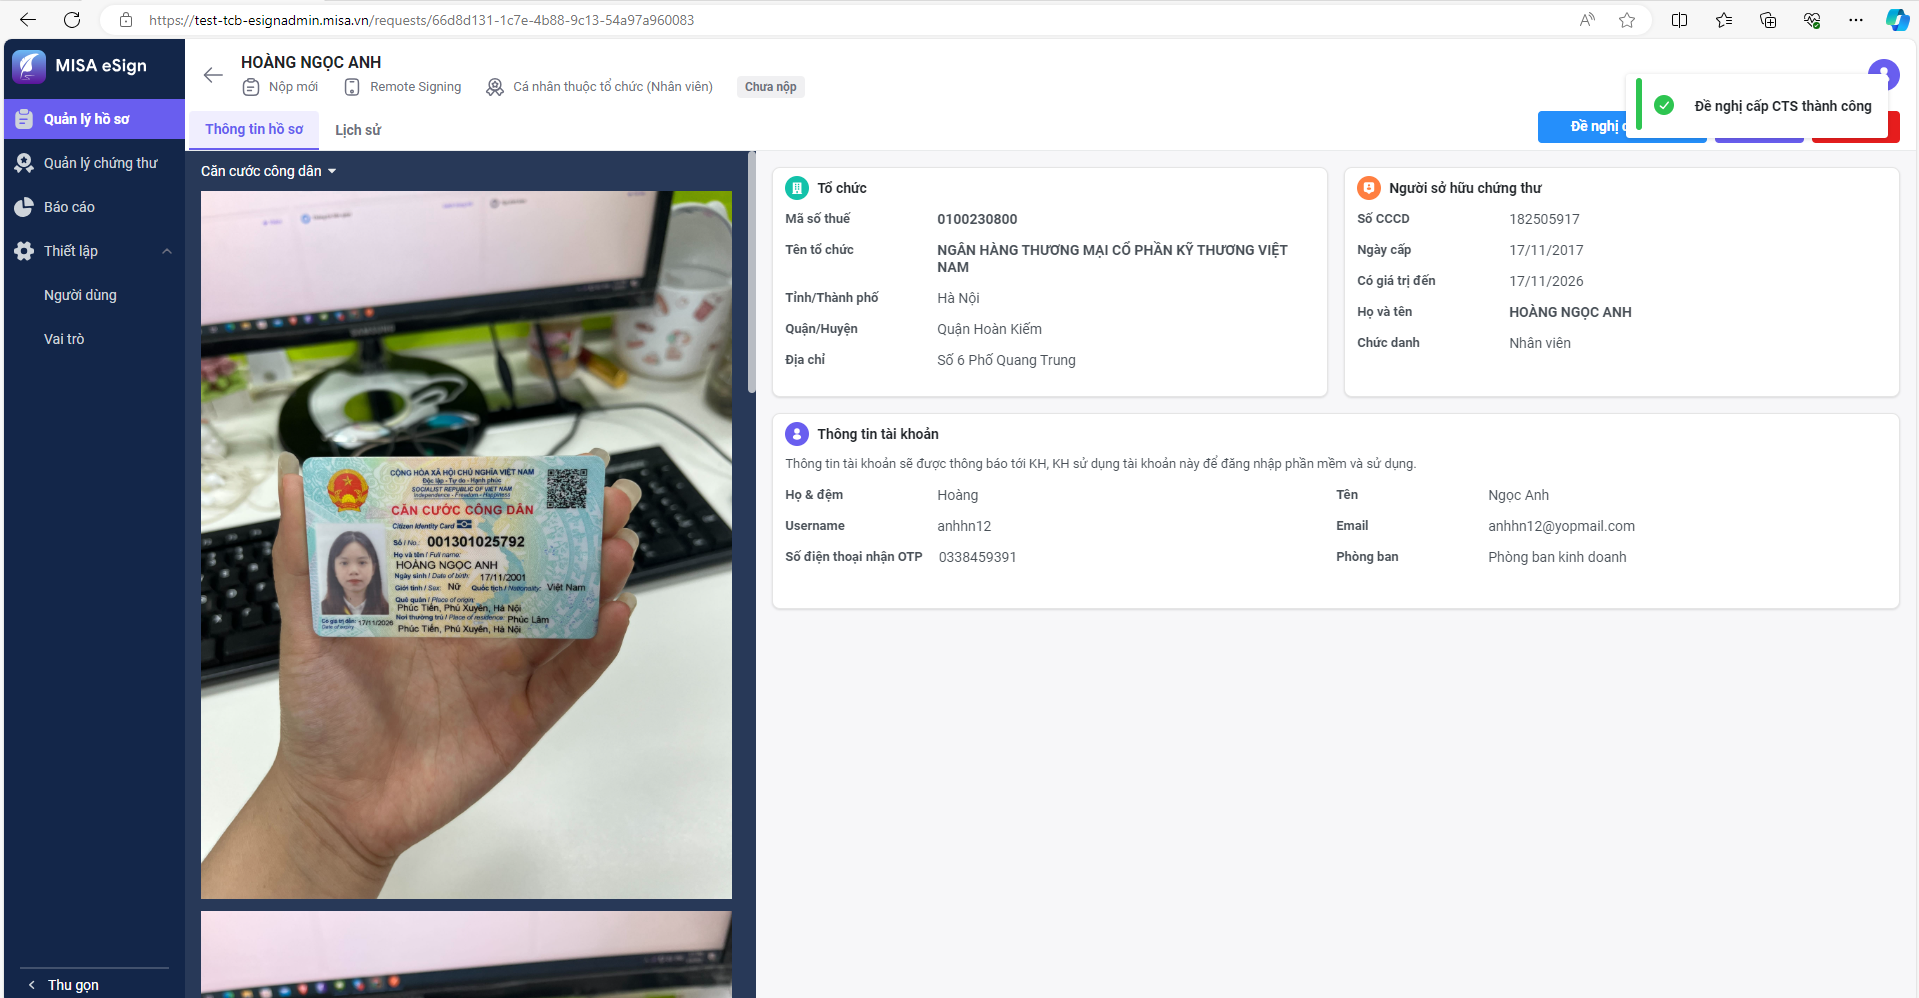 https://test-tcb-esignadmin.misa.vn/requests/66d8d131-1c7e-4b88-9c13-54a97a960083
MISA eSign
HOÀNG NGỌC ANH
Nộp mới
Remote Signing
Cá nhân thuộc tổ chức (Nhân viên)
Chưa nộp
Đề nghị cấp CTS thành công
Quản lý hồ sơ
Quản lý chứng thư
Báo cáo
Thiết lập
Người dùng
Vai trò
Thu gọn
Thông tin hồ sơ
Lịch sử
Đề nghị
Căn cước công dân
CỘNG HÒA XÃ HỘI CHỦ NGHĨA VIỆT NAM
Độc lập - Tự do - Hạnh phúc
SOCIALIST REPUBLIC OF VIET NAM
Independence - Freedom - Happiness
CĂN CƯỚC CÔNG DÂN
Citizen Identity Card
Số / No.: 001301025792
Họ và tên / Full name:
HOÀNG NGỌC ANH
Ngày sinh / Date of birth: 17/11/2001
Giới tính / Sex: Nữ Quốc tịch / Nationality: Việt Nam
Quê quán / Place of origin:
Phúc Tiến, Phú Xuyên, Hà Nội
Nơi thường trú / Place of residence: Phúc Lâm
Phúc Tiến, Phú Xuyên, Hà Nội
Có giá trị đến: 17/11/2026
Date of expiry
Tổ chức
Mã số thuế 0100230800
Tên tổ chức NGÂN HÀNG THƯƠNG MẠI CỔ PHẦN KỸ THƯƠNG VIỆT
NAM
Tỉnh/Thành phố Hà Nội
Quận/Huyện Quận Hoàn Kiếm
Địa chỉ Số 6 Phố Quang Trung
Người sở hữu chứng thư
Số CCCD 182505917
Ngày cấp 17/11/2017
Có giá trị đến 17/11/2026
Họ và tên HOÀNG NGỌC ANH
Chức danh Nhân viên
Thông tin tài khoản
Thông tin tài khoản sẽ được thông báo tới KH, KH sử dụng tài khoản này để đăng nhập phần mềm và sử dụng.
Họ & đệm Hoàng Tên Ngọc Anh
Username anhhn12 Email anhhn12@yopmail.com
Số điện thoại nhận OTP 0338459391 Phòng ban Phòng ban kinh doanh